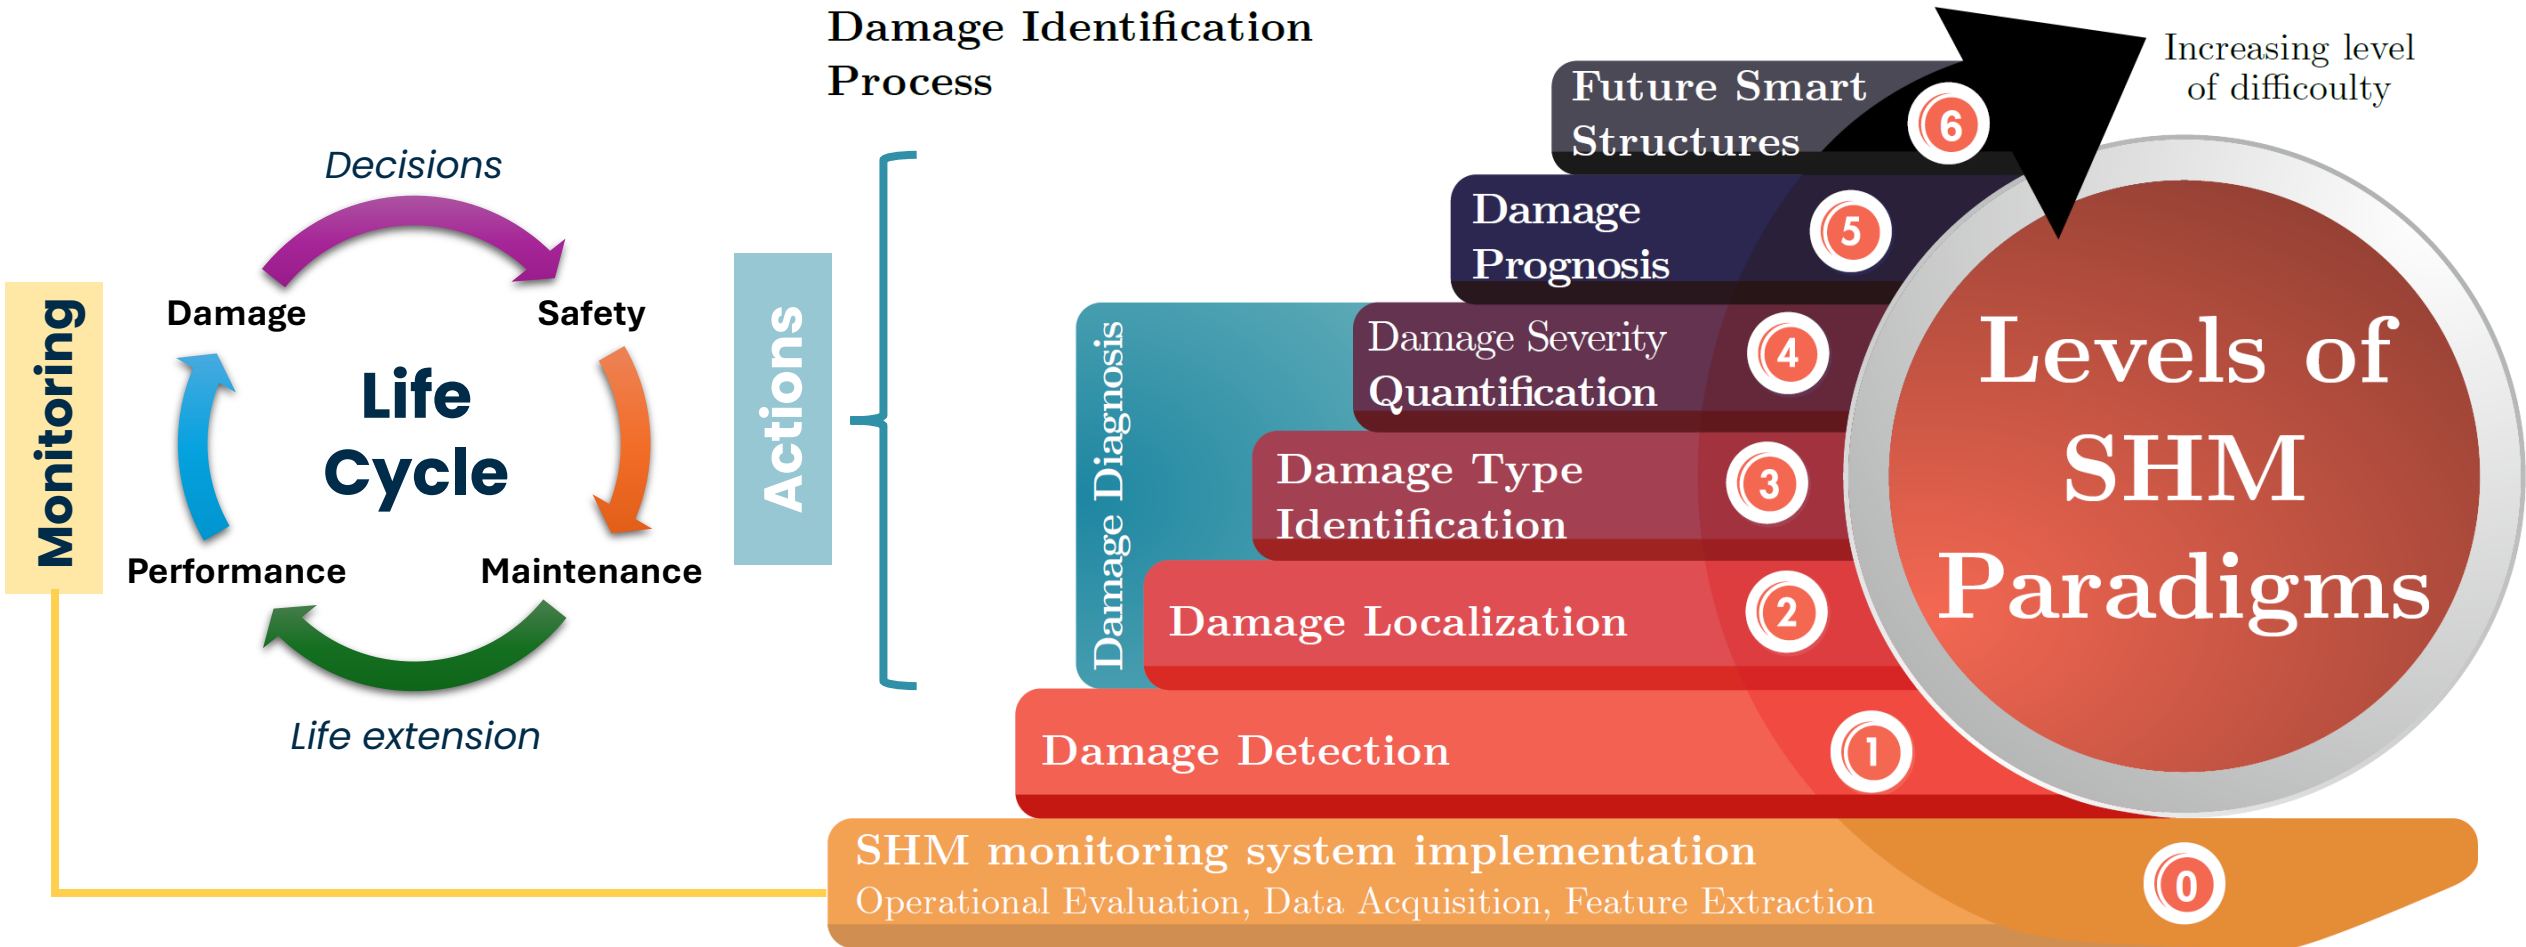 Damage Identification
Process
Increasing level
of difficoulty
Decisions
Damage
Safety
Life
Cycle
Performance
Maintenance
Life extension
Monitoring
Actions
Future Smart
Structures
6
Damage
Prognosis
5
Damage Diagnosis
Damage Severity
Quantification
4
Damage Type
Identification
3
Damage Localization
2
Damage Detection
1
SHM monitoring system implementation
Operational Evaluation, Data Acquisition, Feature Extraction
0
Levels of
SHM
Paradigms